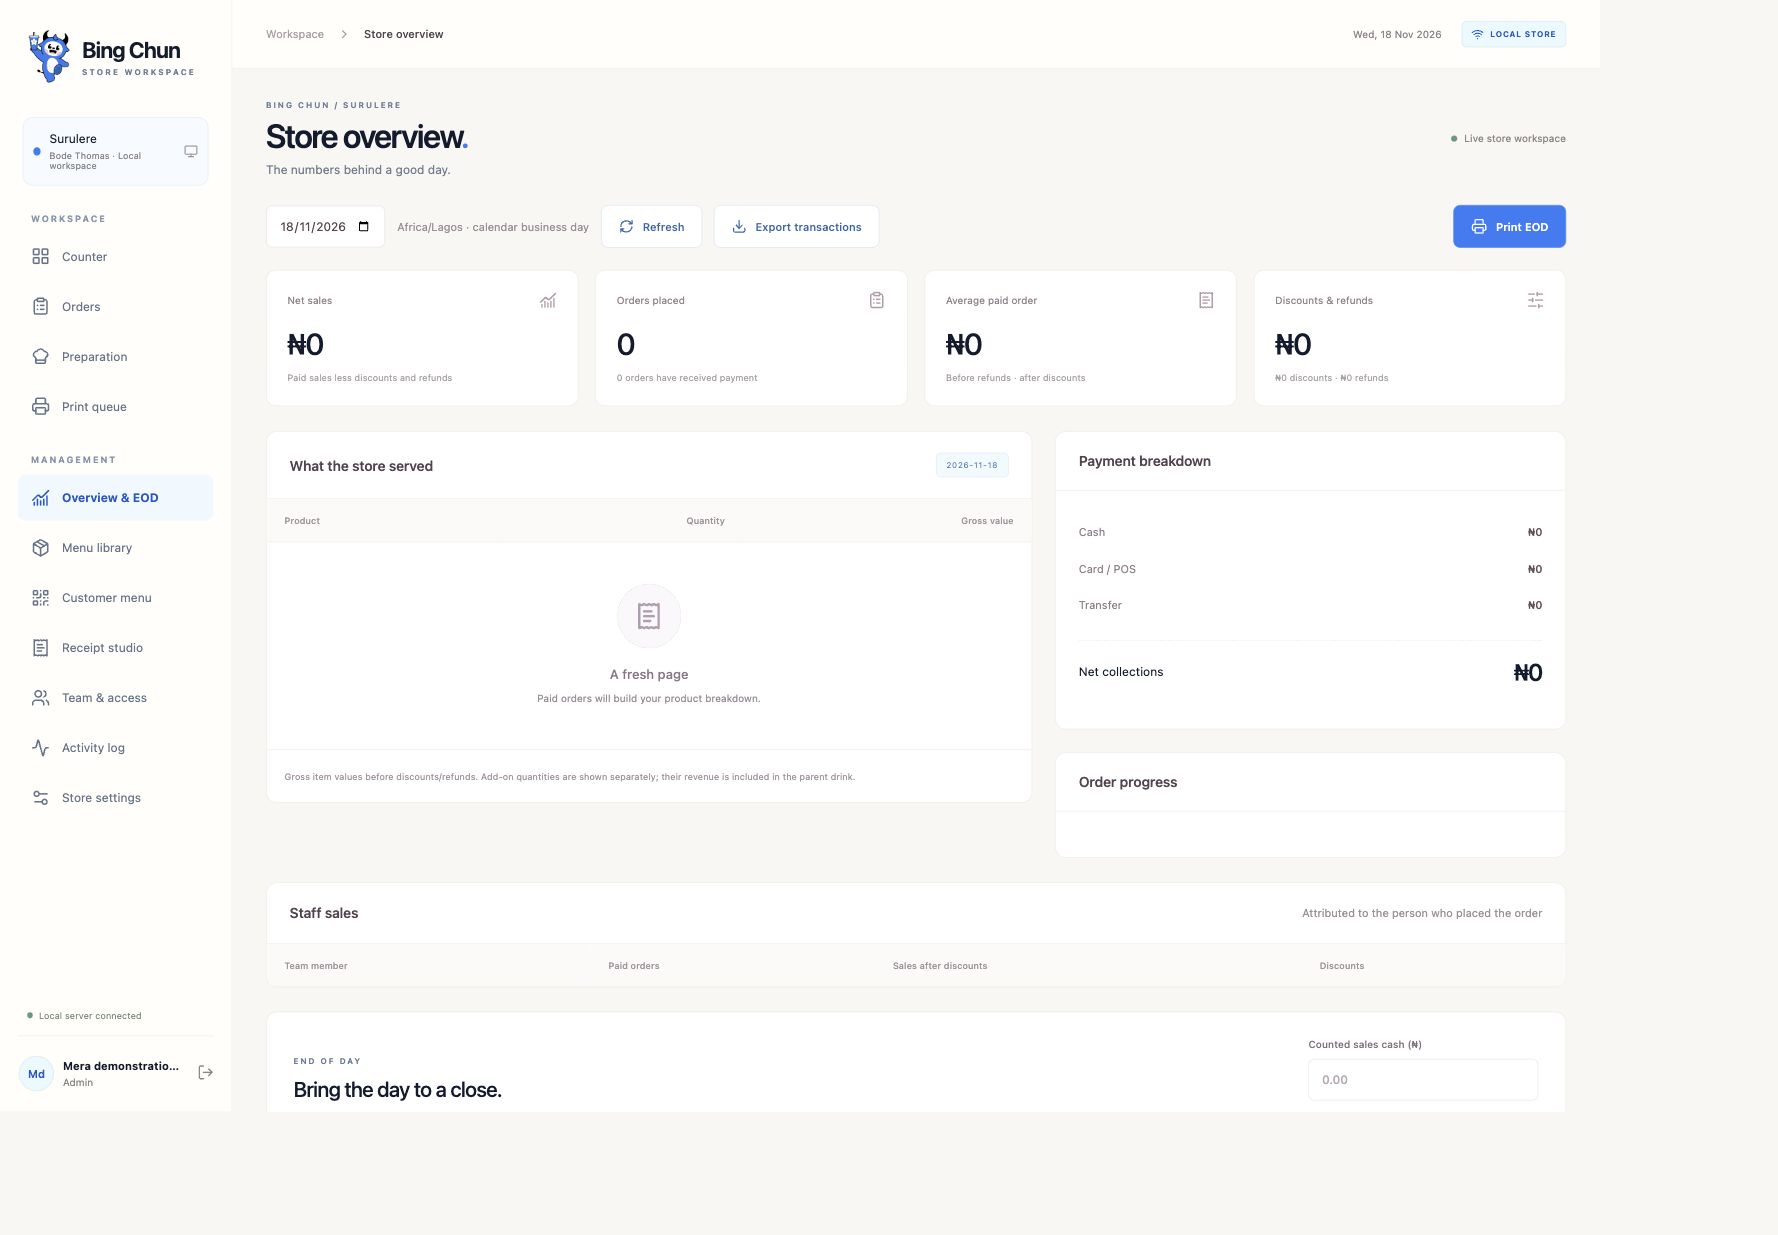 Bing Chun
STORE WORKSPACE
Surulere
Bode Thomas · Local
workspace
WORKSPACE
Counter
Orders
Preparation
Print queue
MANAGEMENT
Overview & EOD
Menu library
Customer menu
Receipt studio
Team & access
Activity log
Store settings
Local server connected
Md
Mera demonstratio...
Admin
Workspace > Store overview
Wed, 18 Nov 2026
LOCAL STORE
BING CHUN / SURULERE
Store overview.
The numbers behind a good day.
Live store workspace
18/11/2026
Africa/Lagos · calendar business day
Refresh
Export transactions
Print EOD
Net sales
₦0
Paid sales less discounts and refunds
Orders placed
0
0 orders have received payment
Average paid order
₦0
Before refunds · after discounts
Discounts & refunds
₦0
₦0 discounts · ₦0 refunds
What the store served
2026-11-18
Product Quantity Gross value
A fresh page
Paid orders will build your product breakdown.
Gross item values before discounts/refunds. Add-on quantities are shown separately; their revenue is included in the parent drink.
Payment breakdown
Cash ₦0
Card / POS ₦0
Transfer ₦0
Net collections ₦0
Order progress
Staff sales
Attributed to the person who placed the order
Team member Paid orders Sales after discounts Discounts
END OF DAY
Bring the day to a close.
Counted sales cash (₦)
0.00